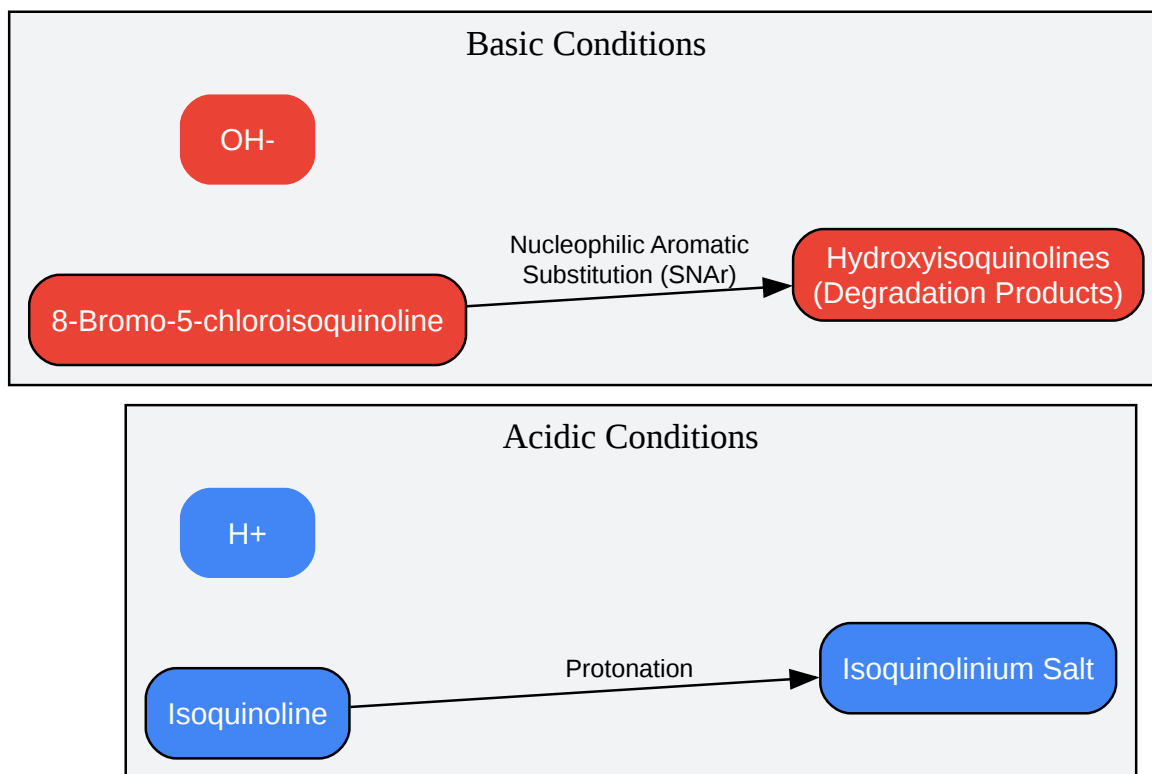 Basic Conditions
OH-
Nucleophilic Aromatic
Substitution (SNAr)
Hydroxyisoquinolines
(Degradation Products)
8-Bromo-5-chloroisoquinoline
Acidic Conditions
H+
Protonation
Isoquinolinium Salt
Isoquinoline